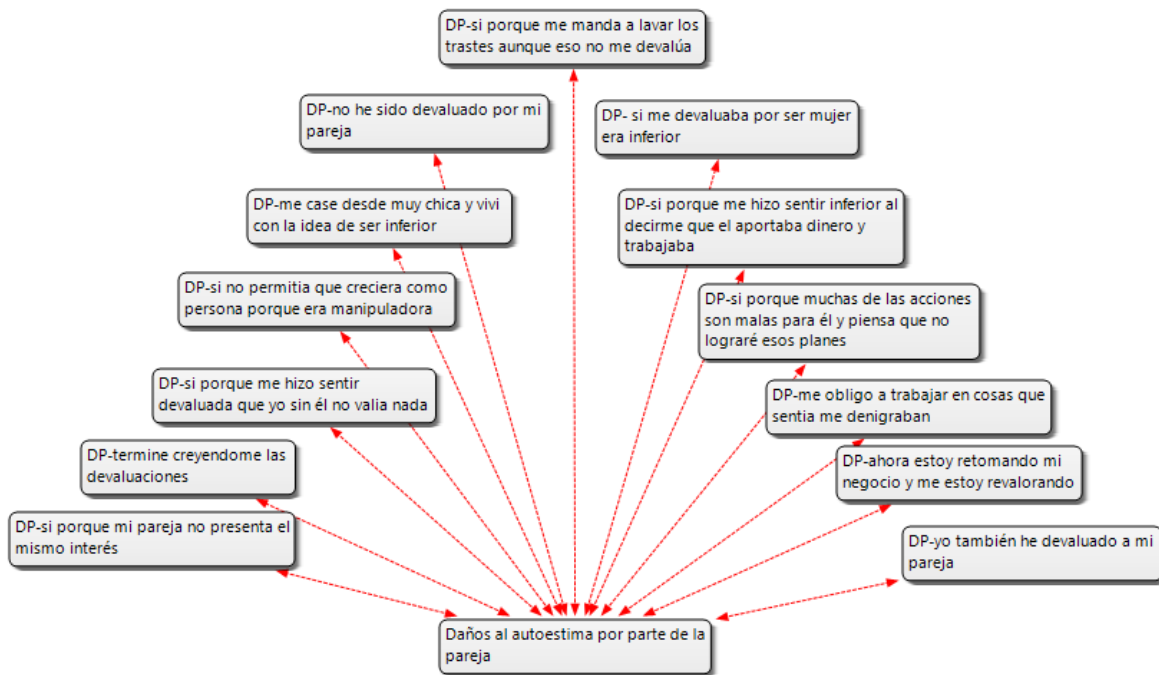 DP-si porque me manda a lavar los
trastes aunque eso no me devalúa
DP-no he sido devaluado por mi
pareja
DP- si me devaluaba por ser mujer
era inferior
DP-me case desde muy chica y vivi
con la idea de ser inferior
DP-si porque me hizo sentir inferior al
decirme que el aportaba dinero y
trabajaba
DP-si no permitia que creciera como
persona porque era manipuladora
DP-si porque muchas de las acciones
son malas para él y piensa que no
lograré esos planes
DP-si porque me hizo sentir
devaluada que yo sin él no valia nada
DP-me obligo a trabajar en cosas que
sentia me denigraban
DP-termine creyendome las
devaluaciones
DP-ahora estoy retomando mi
negocio y me estoy revalorando
DP-si porque mi pareja no presenta el
mismo interés
DP-yo también he devaluado a mi
pareja
Daños al autoestima por parte de la
pareja